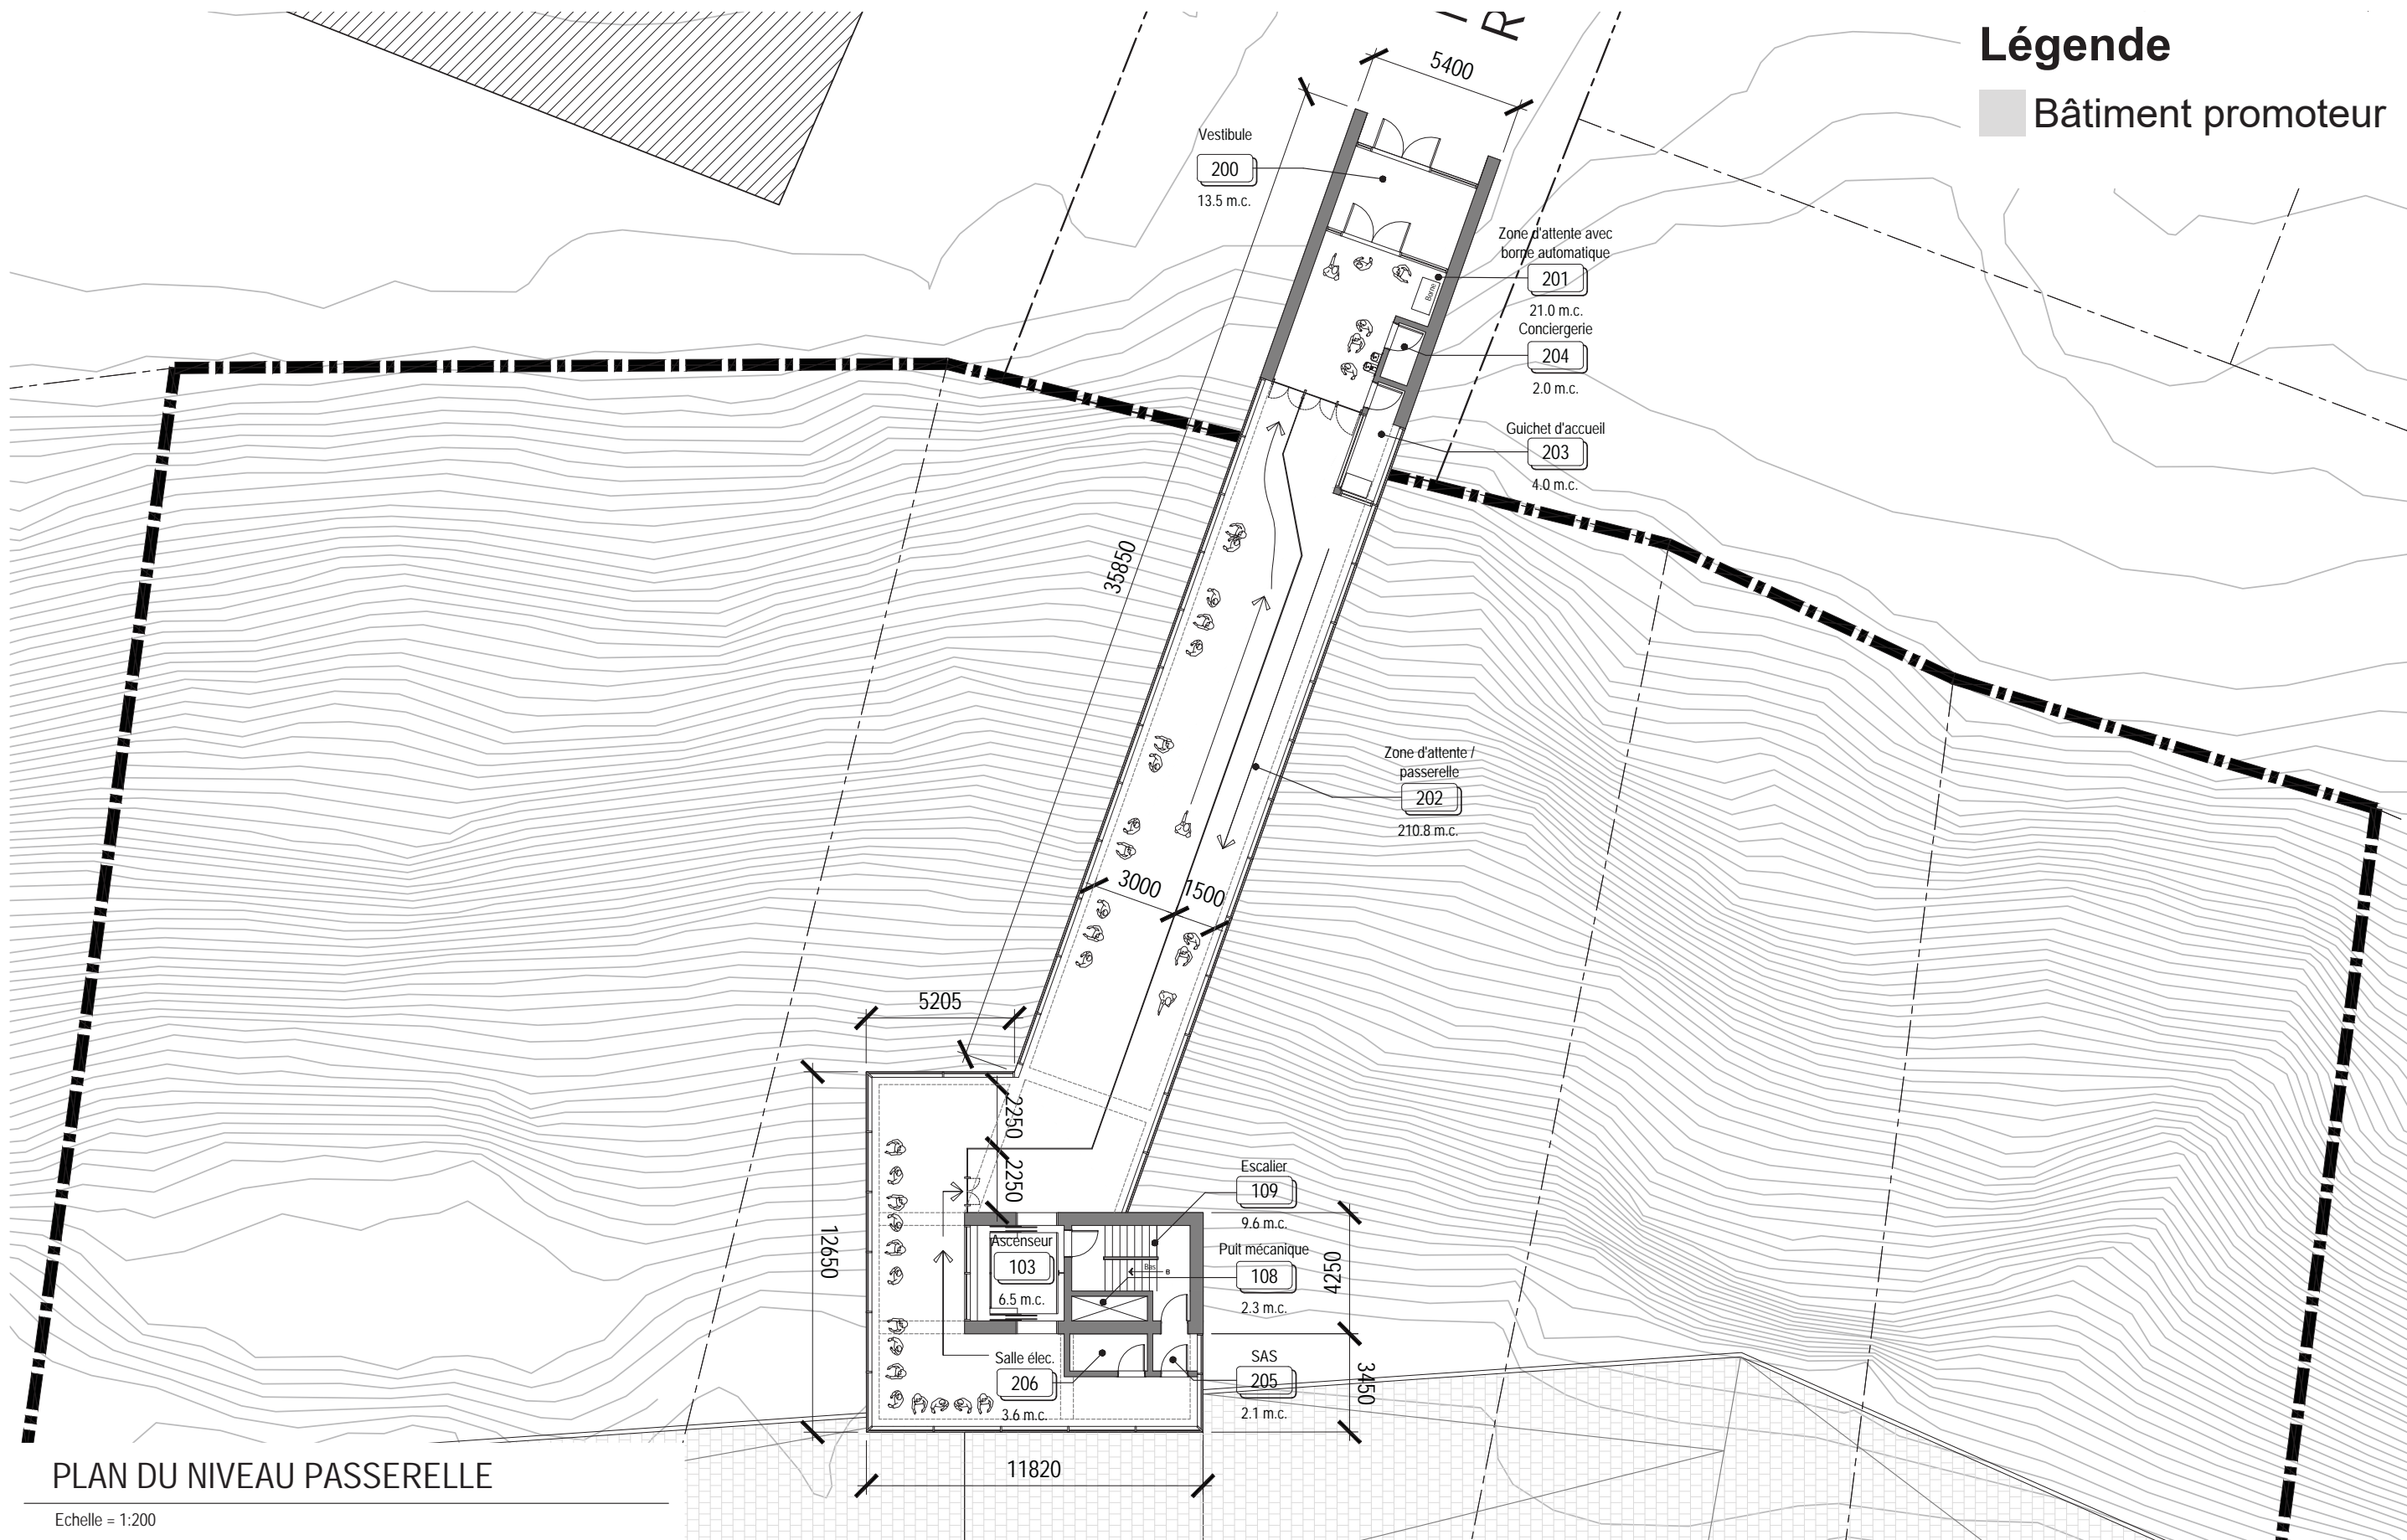 R
Légende
Bâtiment promoteur
5400
Vestibule
200
13.5 m.c.
Zone d'attente avec
borne automatique
201
21.0 m.c.
Borne
Conciergerie
204
2.0 m.c.
Guichet d'accueil
203
4.0 m.c.
35850
Zone d'attente /
passerelle
202
210.8 m.c.
3000
1500
5205
2250
2250
12650
Escalier
109
9.6 m.c.
Ascenseur
103
6.5 m.c.
Bas
Puit mécanique
108
2.3 m.c.
4250
Salle élec.
206
3.6 m.c.
SAS
205
2.1 m.c.
3450
11820
PLAN DU NIVEAU PASSERELLE
Echelle = 1:200